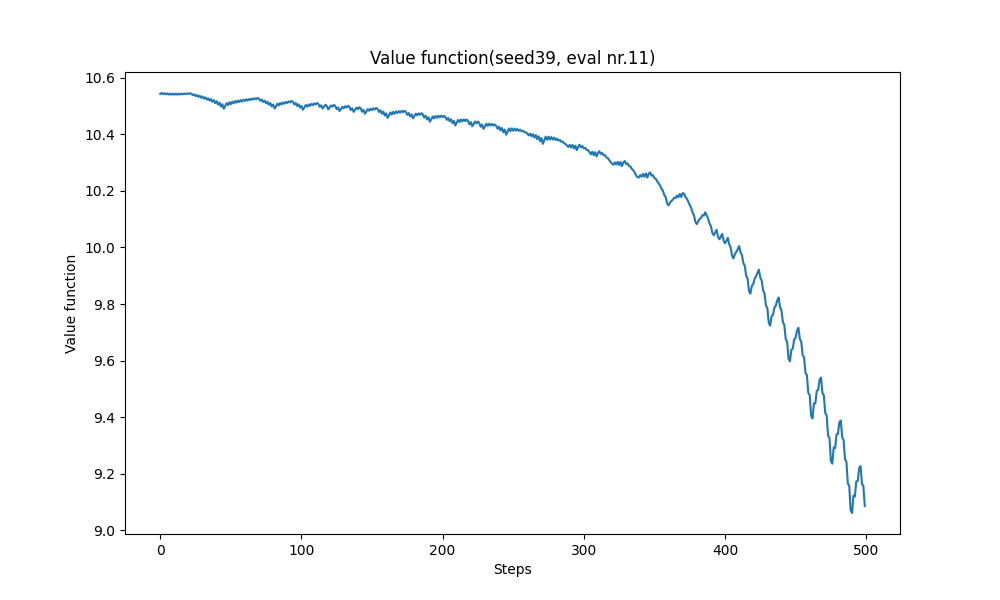 Value function(seed39, eval nr.11)
10.6
10.4
10.2
10.0
9.8
9.6
9.4
9.2
9.0
Value function
0 100 200 300 400 500
Steps